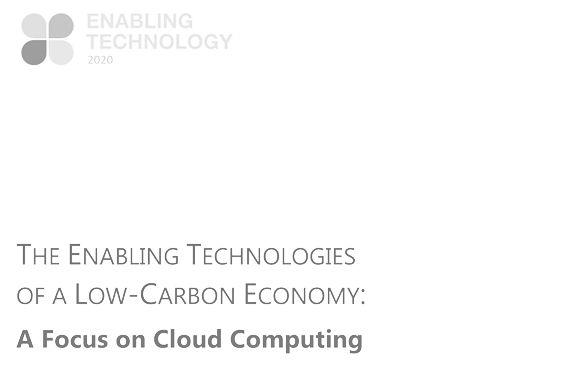 ENABLING
TECHNOLOGY
2020
THE ENABLING TECHNOLOGIES
OF A LOW-CARBON ECONOMY:
A Focus on Cloud Computing